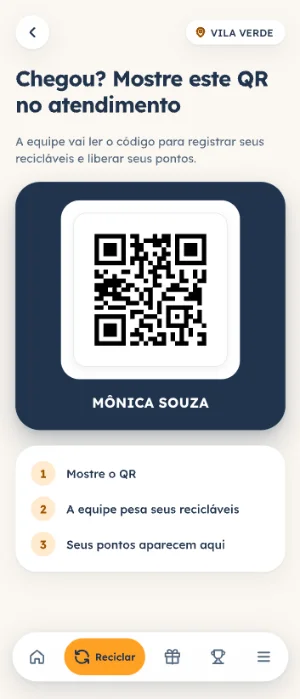 VILA VERDE
Chegou? Mostre este QR
no atendimento
A equipe vai ler o código para registrar seus
recicláveis e liberar seus pontos.
MÔNICA SOUZA
1 Mostre o QR
2 A equipe pesa seus recicláveis
3 Seus pontos aparecem aqui
Reciclar